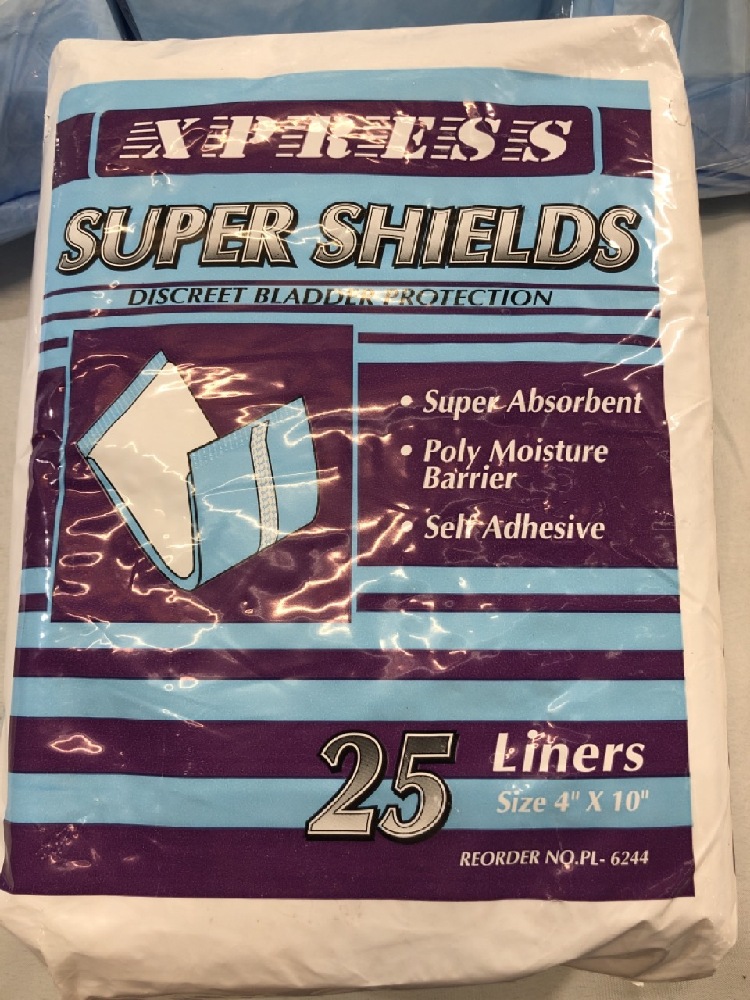 XPRESS
SUPER SHIELDS
DISCREET BLADDER PROTECTION
• Super Absorbent
• Poly Moisture
Barrier
• Self Adhesive
25 Liners
Size 4" X 10"
REORDER NO.PL- 6244